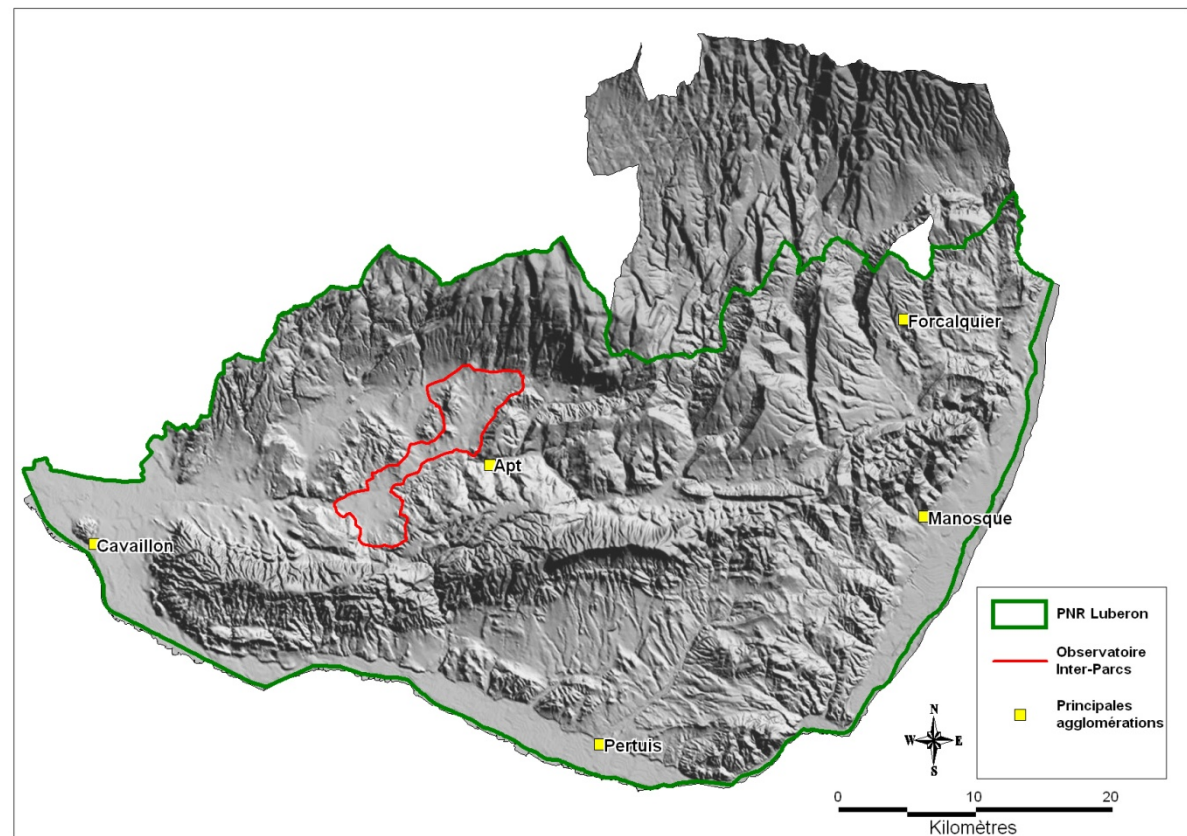 Forcalquier
Apt
Manosque
Cavaillon
Pertuis
PNR Luberon
Observatoire
Inter-Parcs
Principales
agglomérations
N
W E
S
0 10 20
Kilomètres